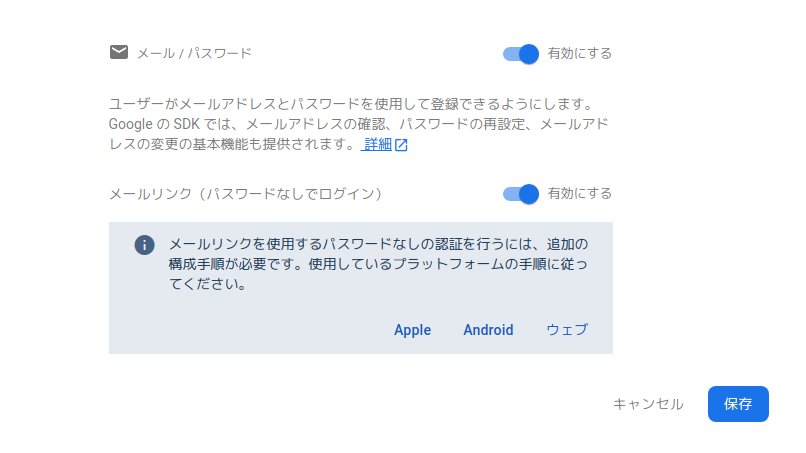 メール / パスワード 有効にする
ユーザーがメールアドレスとパスワードを使用して登録できるようにします。
Google の SDK では、メールアドレスの確認、パスワードの再設定、メールアド
レスの変更の基本機能も提供されます。 詳細
メールリンク（パスワードなしでログイン） 有効にする
メールリンクを使用するパスワードなしの認証を行うには、追加の
構成手順が必要です。使用しているプラットフォームの手順に従っ
てください。
Apple Android ウェブ
キャンセル 保存